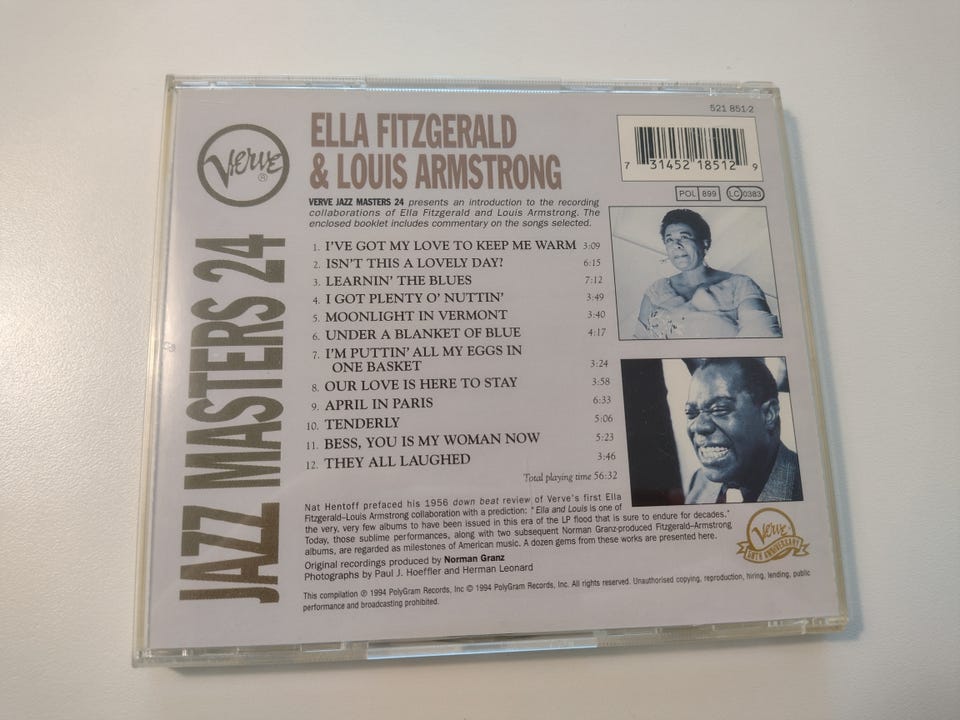 521 851-2
Verve
®
ELLA FITZGERALD
& LOUIS ARMSTRONG
7 31452 18512 9
POL 899 LC 0383
VERVE JAZZ MASTERS 24 presents an introduction to the recording
collaborations of Ella Fitzgerald and Louis Armstrong. The
enclosed booklet includes commentary on the songs selected.
JAZZ MASTERS 24
1. I'VE GOT MY LOVE TO KEEP ME WARM 3:09
2. ISN'T THIS A LOVELY DAY? 6:15
3. LEARNIN' THE BLUES 7:12
4. I GOT PLENTY O' NUTTIN' 3:49
5. MOONLIGHT IN VERMONT 3:40
6. UNDER A BLANKET OF BLUE 4:17
7. I'M PUTTIN' ALL MY EGGS IN
ONE BASKET 3:24
8. OUR LOVE IS HERE TO STAY 3:58
9. APRIL IN PARIS 6:33
10. TENDERLY 5:06
11. BESS, YOU IS MY WOMAN NOW 5:23
12. THEY ALL LAUGHED 3:46
Total playing time 56:32
Nat Hentoff prefaced his 1956 down beat review of Verve's first Ella
Fitzgerald–Louis Armstrong collaboration with a prediction: "Ella and Louis is one of
the very, very few albums to have been issued in this era of the LP flood that is sure to endure for decades."
Today, those sublime performances, along with two subsequent Norman Granz-produced Fitzgerald–Armstrong
albums, are regarded as milestones of American music. A dozen gems from these works are presented here.
Original recordings produced by Norman Granz
Photographs by Paul J. Hoeffler and Herman Leonard
Verve
50TH ANNIVERSARY
This compilation ℗ 1994 PolyGram Records, Inc © 1994 PolyGram Records, Inc. All rights reserved. Unauthorised copying, reproduction, hiring, lending, public
performance and broadcasting prohibited.